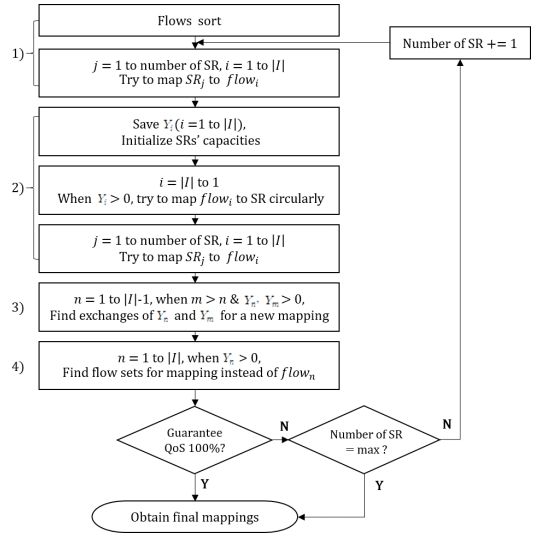 Flows sort
1)
j = 1 to number of SR, i = 1 to |I|
Try to map SR_j to flow_i
Number of SR += 1
Save Y_i(i =1 to |I|),
Initialize SRs' capacities
2)
i = |I| to 1
When Y_i > 0, try to map flow_i to SR circularly
j = 1 to number of SR, i = 1 to |I|
Try to map SR_j to flow_i
3)
n = 1 to |I|-1, when m > n & Y_n· Y_m > 0,
Find exchanges of Y_n and Y_m for a new mapping
4)
n = 1 to |I|, when Y_n > 0,
Find flow sets for mapping instead of flow_n
Guarantee
QoS 100%?
N
Number of SR
= max ?
N
Y
Y
Obtain final mappings